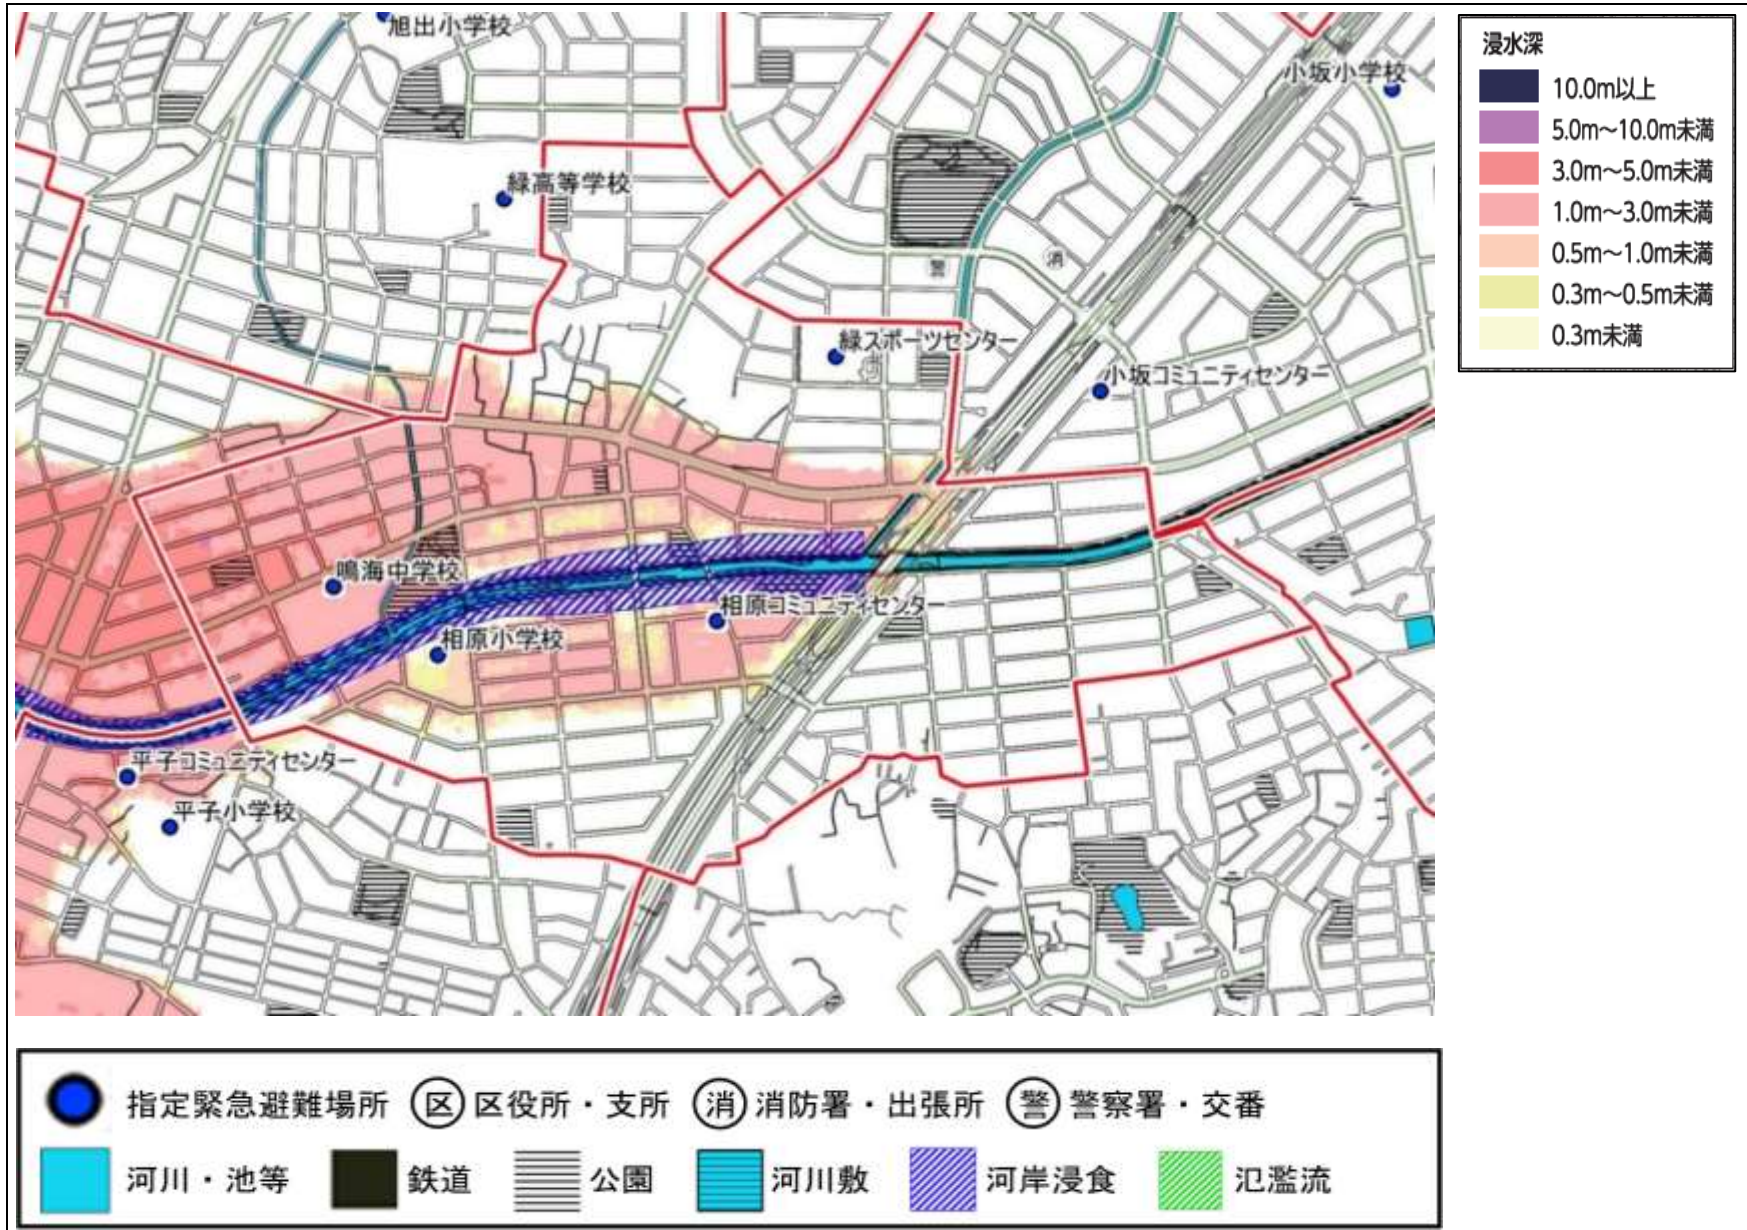 旭出小学校
小坂小学校
緑高等学校
警
消
緑スポーツセンター
小坂コミュニティセンター
鳴海中学校
相原コミュニティセンター
相原小学校
平子コミュニティセンター
平子小学校
浸水深
10.0m以上
5.0m～10.0m未満
3.0m～5.0m未満
1.0m～3.0m未満
0.5m～1.0m未満
0.3m～0.5m未満
0.3m未満
指定緊急避難場所 区 区役所・支所 消 消防署・出張所 警 警察署・交番
河川・池等 鉄道 公園 河川敷 河岸浸食 氾濫流